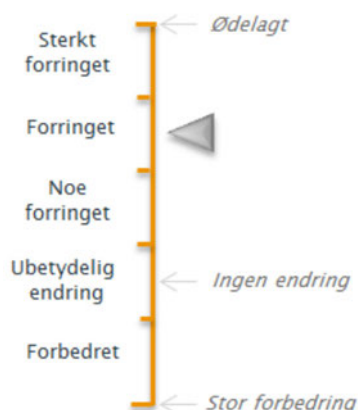 Ødelagt
Sterkt
forringet
Forringet
Noe
forringet
Ubetydelig
endring
Ingen endring
Forbedret
Stor forbedring